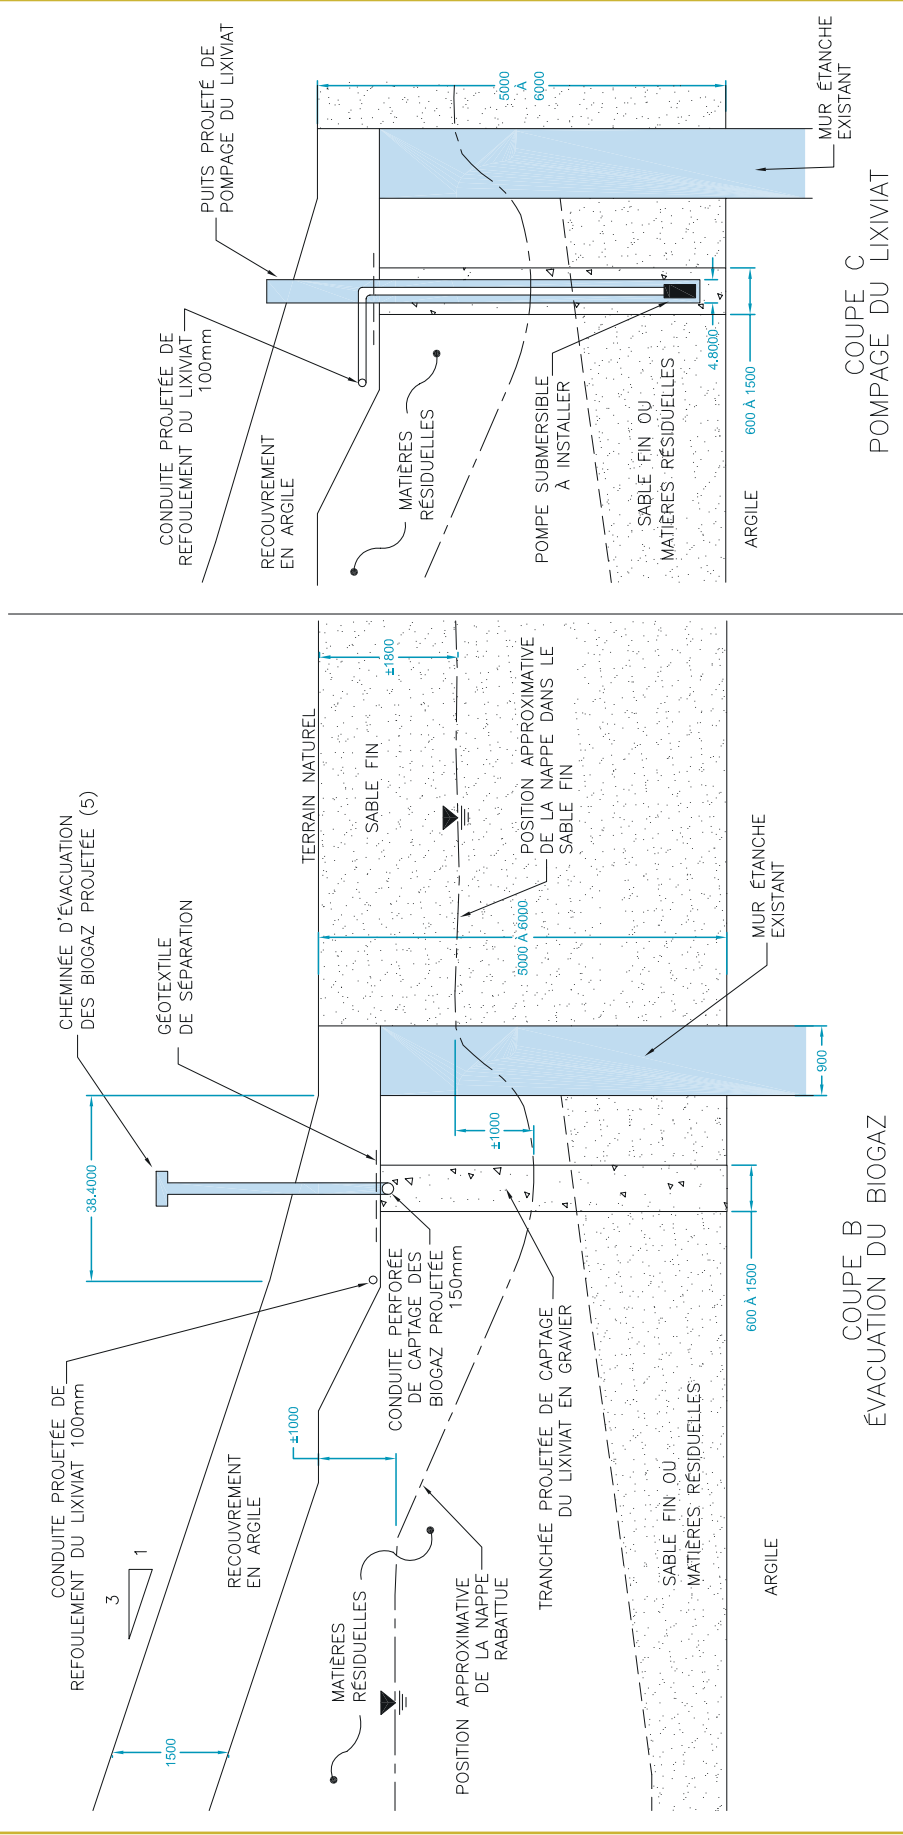 CONDUITE PROJETÉE DE
REFOULEMENT DU LIXIVIAT 100mm
3
1
1500
RECOUVREMENT
EN ARGILE
±1000
MATIÈRES
RÉSIDUELLES
POSITION APPROXIMATIVE
DE LA NAPPE
RABATTUE
38.4000
CHEMINÉE D'ÉVACUATION
DES BIOGAZ PROJETÉE (5)
GÉOTEXTILE
DE SÉPARATION
CONDUITE PERFORÉE
DE CAPTAGE DES
BIOGAZ PROJETÉE
150mm
TRANCHÉE PROJETÉE DE CAPTAGE
DU LIXIVIAT EN GRAVIER
±1000
TERRAIN NATUREL
SABLE FIN
±1800
POSITION APPROXIMATIVE
DE LA NAPPE DANS LE
SABLE FIN
5000 À 6000
MUR ÉTANCHE
EXISTANT
900
600 À 1500
SABLE FIN OU
MATIÈRES RÉSIDUELLES
ARGILE
COUPE B
ÉVACUATION DU BIOGAZ
CONDUITE PROJETÉE DE
REFOULEMENT DU LIXIVIAT
100mm
PUITS PROJETÉ DE
POMPAGE DU LIXIVIAT
RECOUVREMENT
EN ARGILE
MATIÈRES
RÉSIDUELLES
5000
À
6000
POMPE SUBMERSIBLE
À INSTALLER
SABLE FIN OU
MATIÈRES RÉSIDUELLES
4.8000
600 À 1500
ARGILE
MUR ÉTANCHE
EXISTANT
COUPE C
POMPAGE DU LIXIVIAT